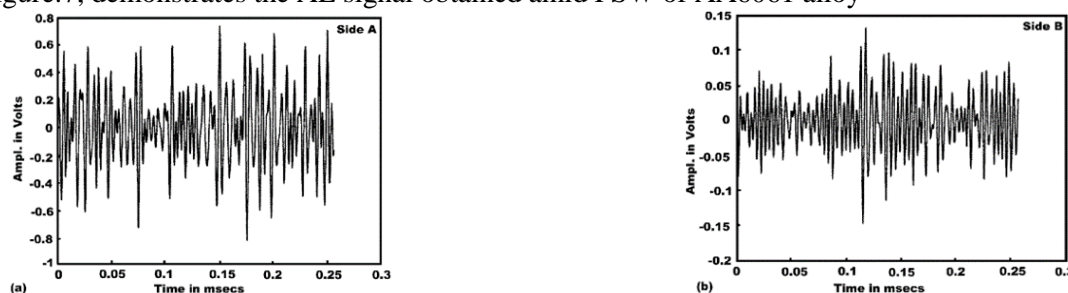 demonstrates the AE signal obtained amid FSW of AA6061 alloy
0.8
0.6
0.4
0.2
0
-0.2
-0.4
-0.6
-0.8
-1
Ampl. in Volts
Side A
0 0.05 0.1 0.15 0.2 0.25 0.3
(a) Time in msecs
0.15
0.1
0.05
0
-0.05
-0.1
-0.15
-0.2
Ampl. in Volts
Side B
0 0.05 0.1 0.15 0.2 0.25
(b) Time in msecs